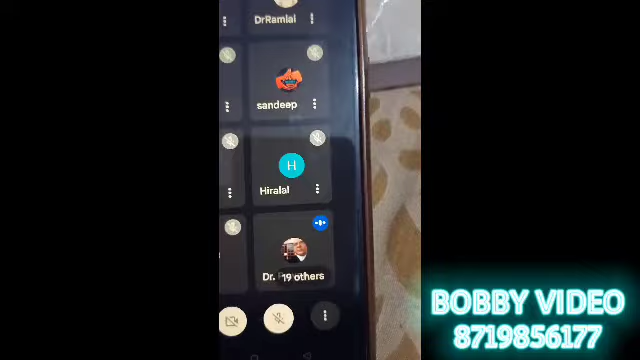 DrRamlal
sandeep
H
Hiralal
Dr.
19 others
BOBBY VIDEO
8719856177